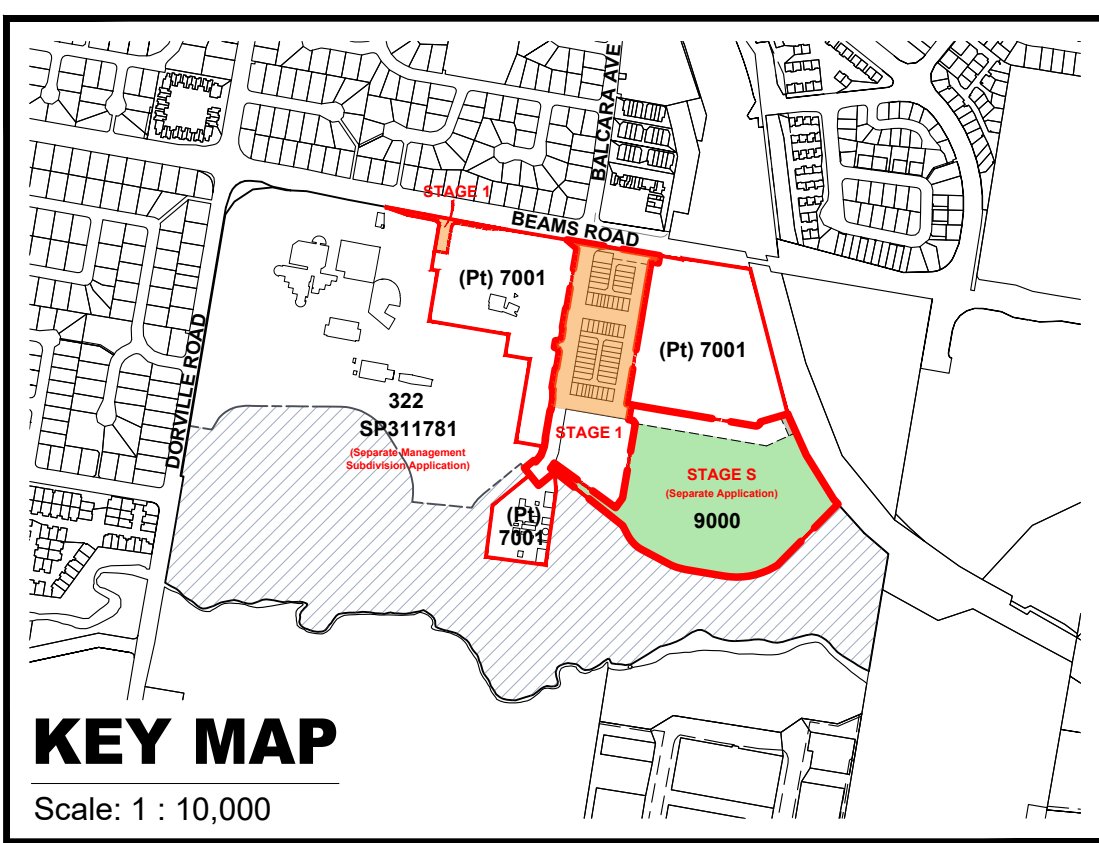 BALCARA AVE
STAGE 1
BEAMS ROAD
(Pt) 7001
(Pt) 7001
DORVILLE ROAD
322
SP311781
(Separate Management
Subdivision Application)
STAGE 1
STAGE S
(Separate Application)
9000
(Pt)
7001
KEY MAP
Scale: 1 : 10,000